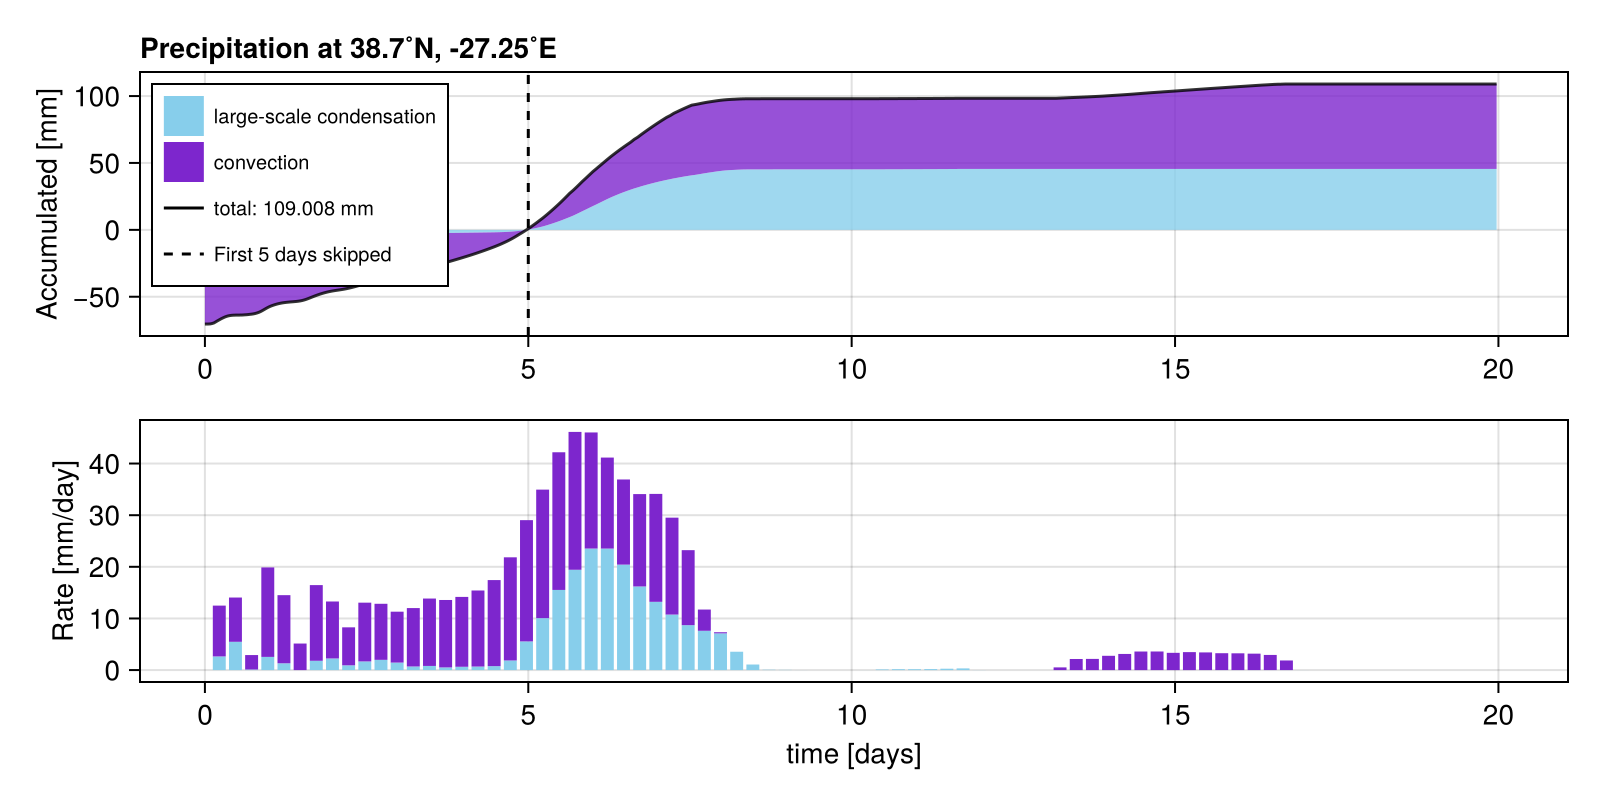 Precipitation at 38.7˚N, -27.25˚E
Accumulated [mm]
100
50
0
−50
large-scale condensation
convection
total: 109.008 mm
First 5 days skipped
0 5 10 15 20
Rate [mm/day]
40
30
20
10
0
0 5 10 15 20
time [days]